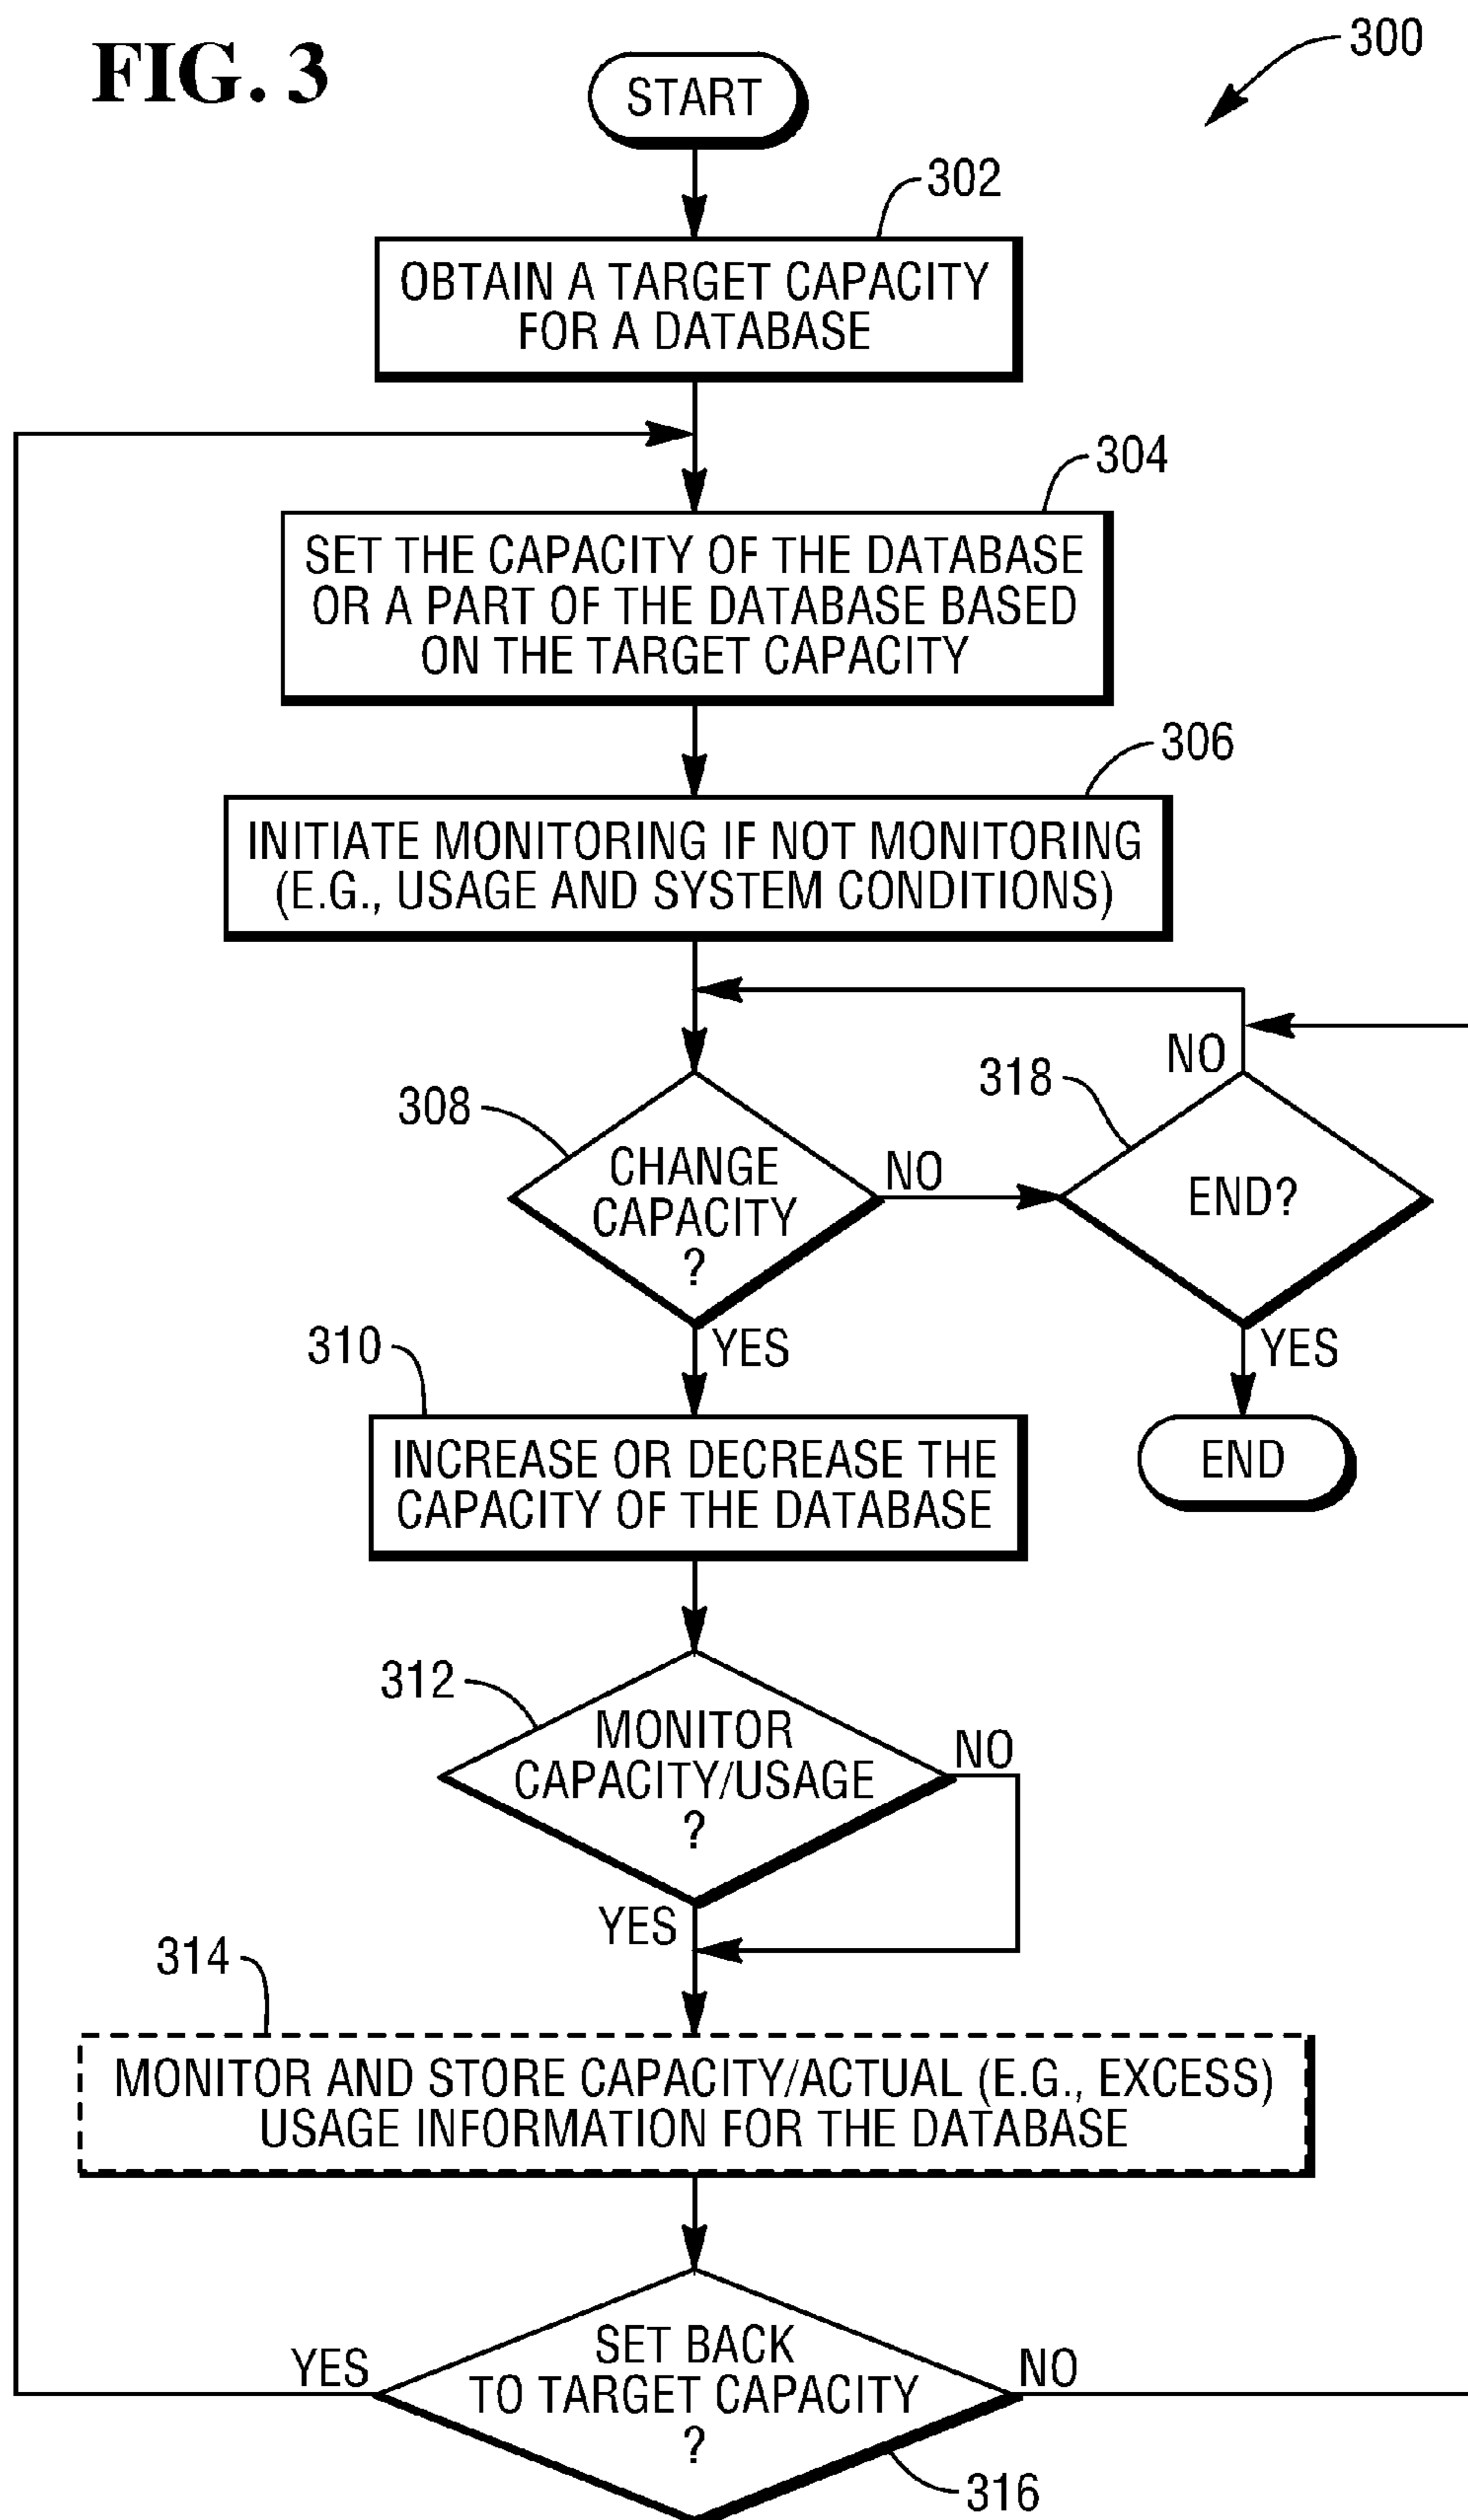 FIG. 3
300
START
302
OBTAIN A TARGET CAPACITY
FOR A DATABASE
304
SET THE CAPACITY OF THE DATABASE
OR A PART OF THE DATABASE BASED
ON THE TARGET CAPACITY
306
INITIATE MONITORING IF NOT MONITORING
(E.G., USAGE AND SYSTEM CONDITIONS)
308
CHANGE
CAPACITY
?
NO
318
NO
END?
YES
YES
310
INCREASE OR DECREASE THE
CAPACITY OF THE DATABASE
END
312
MONITOR
CAPACITY/USAGE
?
NO
YES
314
MONITOR AND STORE CAPACITY/ACTUAL (E.G., EXCESS)
USAGE INFORMATION FOR THE DATABASE
YES
SET BACK
TO TARGET CAPACITY
?
NO
316